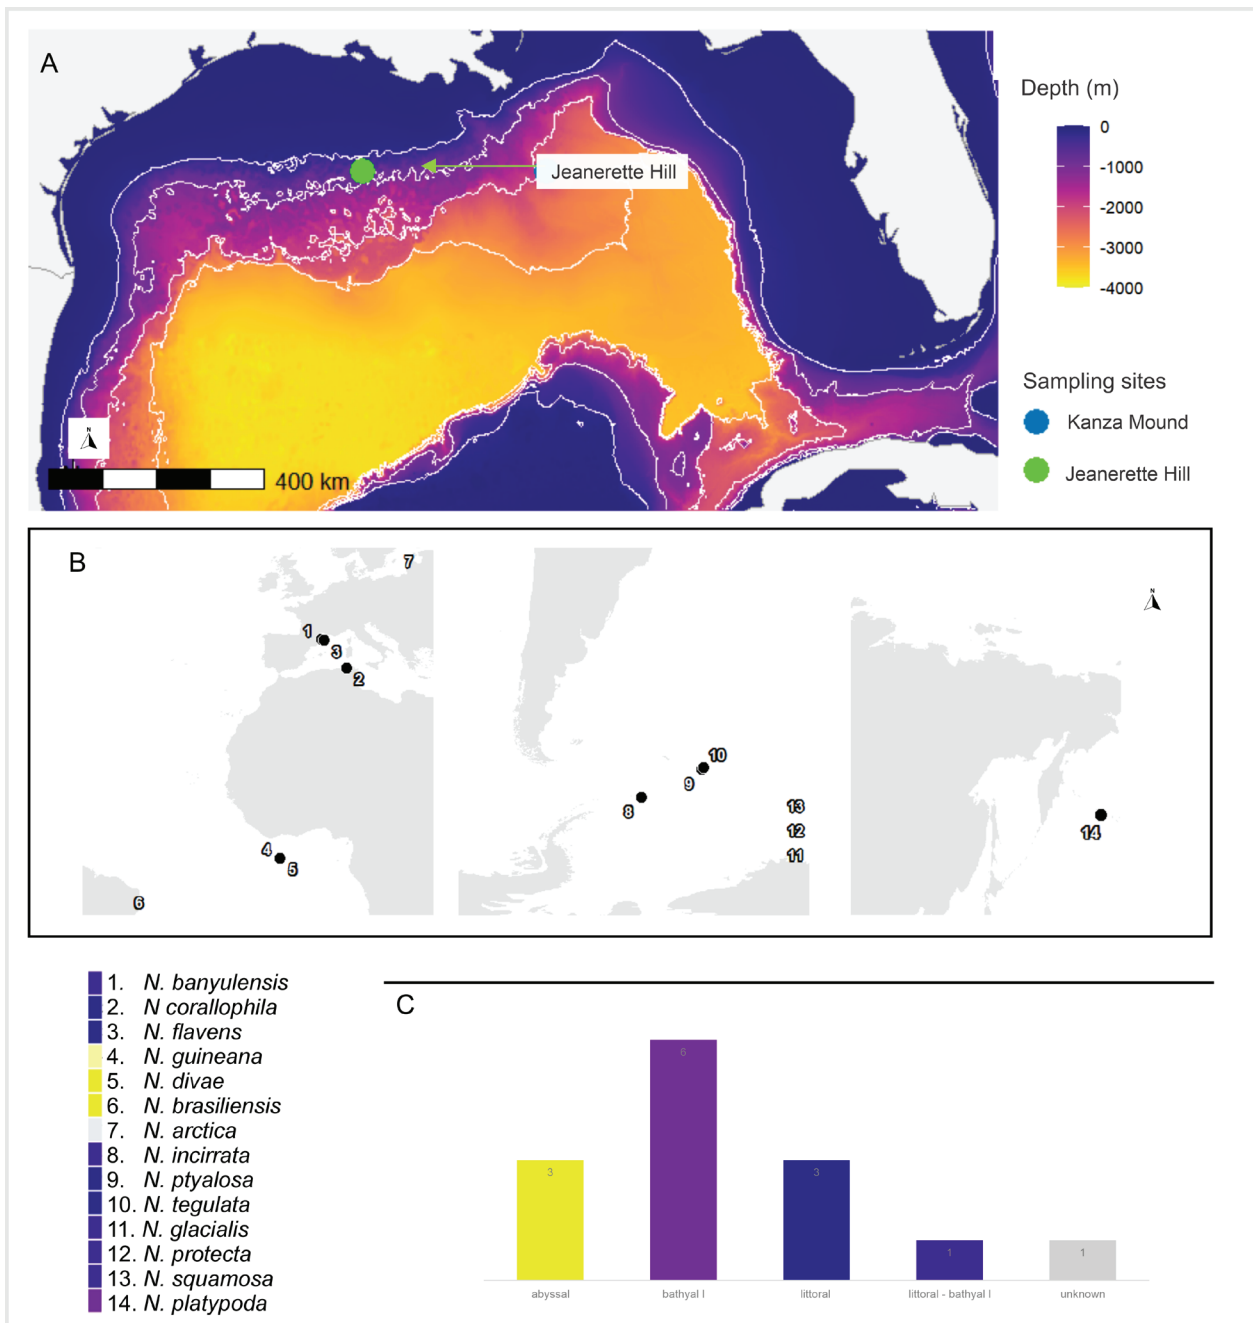 A
Jeanerette Hill
N
400 km
Depth (m)
0
-1000
-2000
-3000
-4000
Sampling sites
Kanza Mound
Jeanerette Hill
B
7
1
3
2
4
5
6
10
9
8
13
12
11
N
14
1. N. banyulensis
2. N corallophila
3. N. flavens
4. N. guineana
5. N. divae
6. N. brasiliensis
7. N. arctica
8. N. incirrata
9. N. ptyalosa
10. N. tegulata
11. N. glacialis
12. N. protecta
13. N. squamosa
14. N. platypoda
C
3
6
3
1
1
abyssal
bathyal I
littoral
littoral - bathyal I
unknown